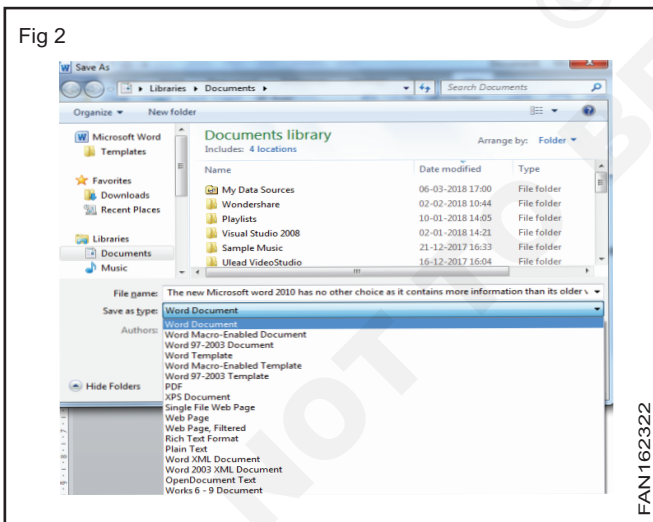 Fig 2
Save As
Libraries Documents
Search Documents
Organize New folder
Microsoft Word
Templates
Favorites
Downloads
Recent Places
Libraries
Documents
Music
Documents library
Includes: 4 locations
Arrange by: Folder
Name Date modified Type
My Data Sources 06-03-2018 17:00 File folder
Wondershare 02-02-2018 10:44 File folder
Playlists 10-01-2018 14:05 File folder
Visual Studio 2008 02-01-2018 14:21 File folder
Sample Music 21-12-2017 16:33 File folder
Ulead VideoStudio 16-12-2017 16:04 File folder
File name: The new Microsoft word 2010 has no other choice as it contains more information than its older
Save as type: Word Document
Authors:
Word Document
Word Macro-Enabled Document
Word 97-2003 Document
Word Template
Word Macro-Enabled Template
Word 97-2003 Template
PDF
XPS Document
Single File Web Page
Web Page
Web Page, Filtered
Rich Text Format
Plain Text
Word XML Document
Word 2003 XML Document
OpenDocument Text
Works 6 - 9 Document
Hide Folders
FAN162322
NOT TO BE